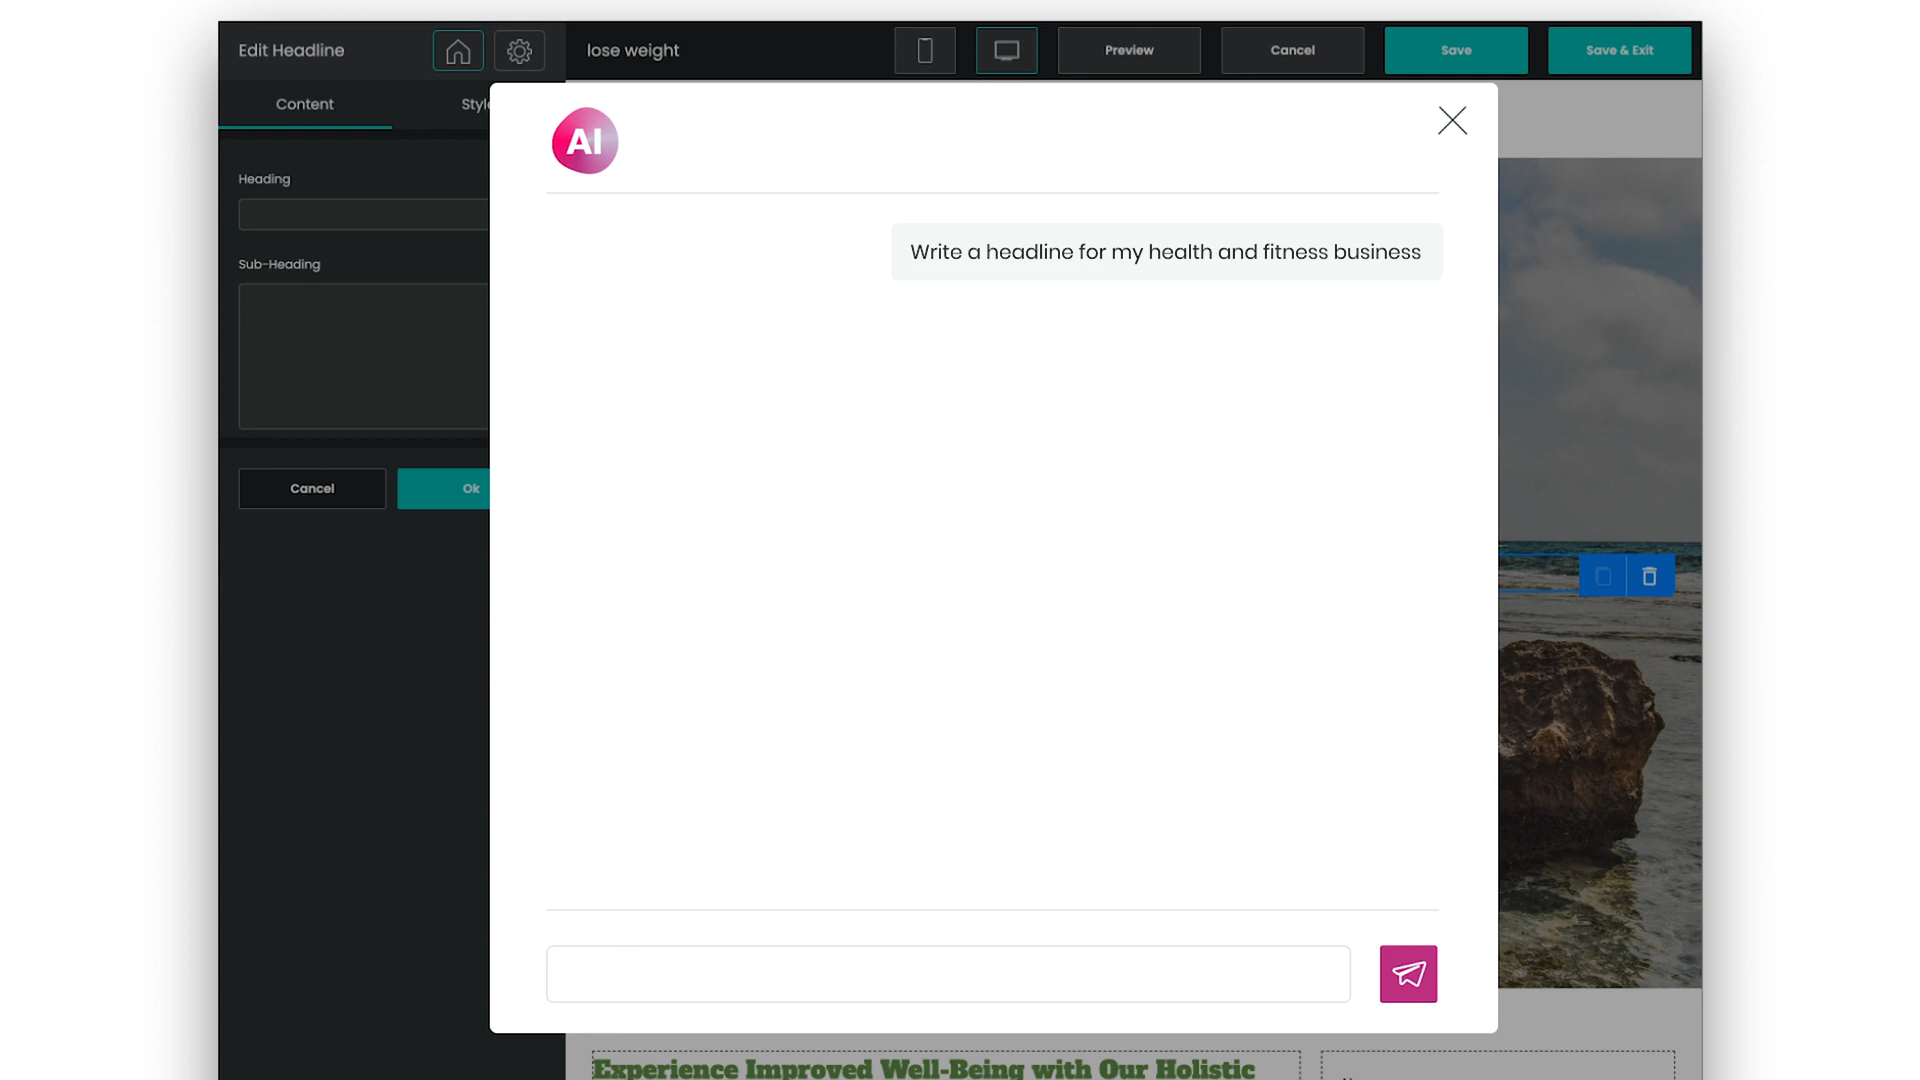 Edit Headline
lose weight
Preview
Cancel
Save
Save & Exit
Content
AI
Heading
Write a headline for my health and fitness business
Sub-Heading
Cancel
Ok
Experience Improved Well-Being with Our Holistic